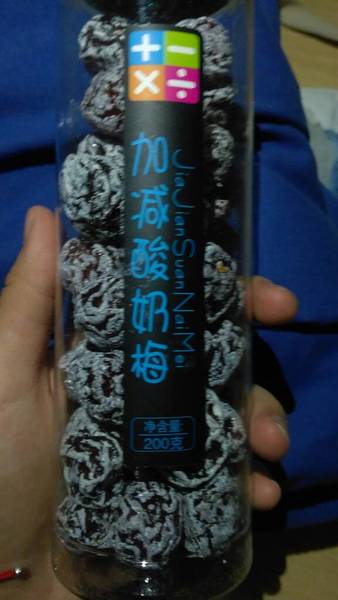 + −
× ÷
加减酸奶梅
JiaJianSuanNaiMei
净含量
200克